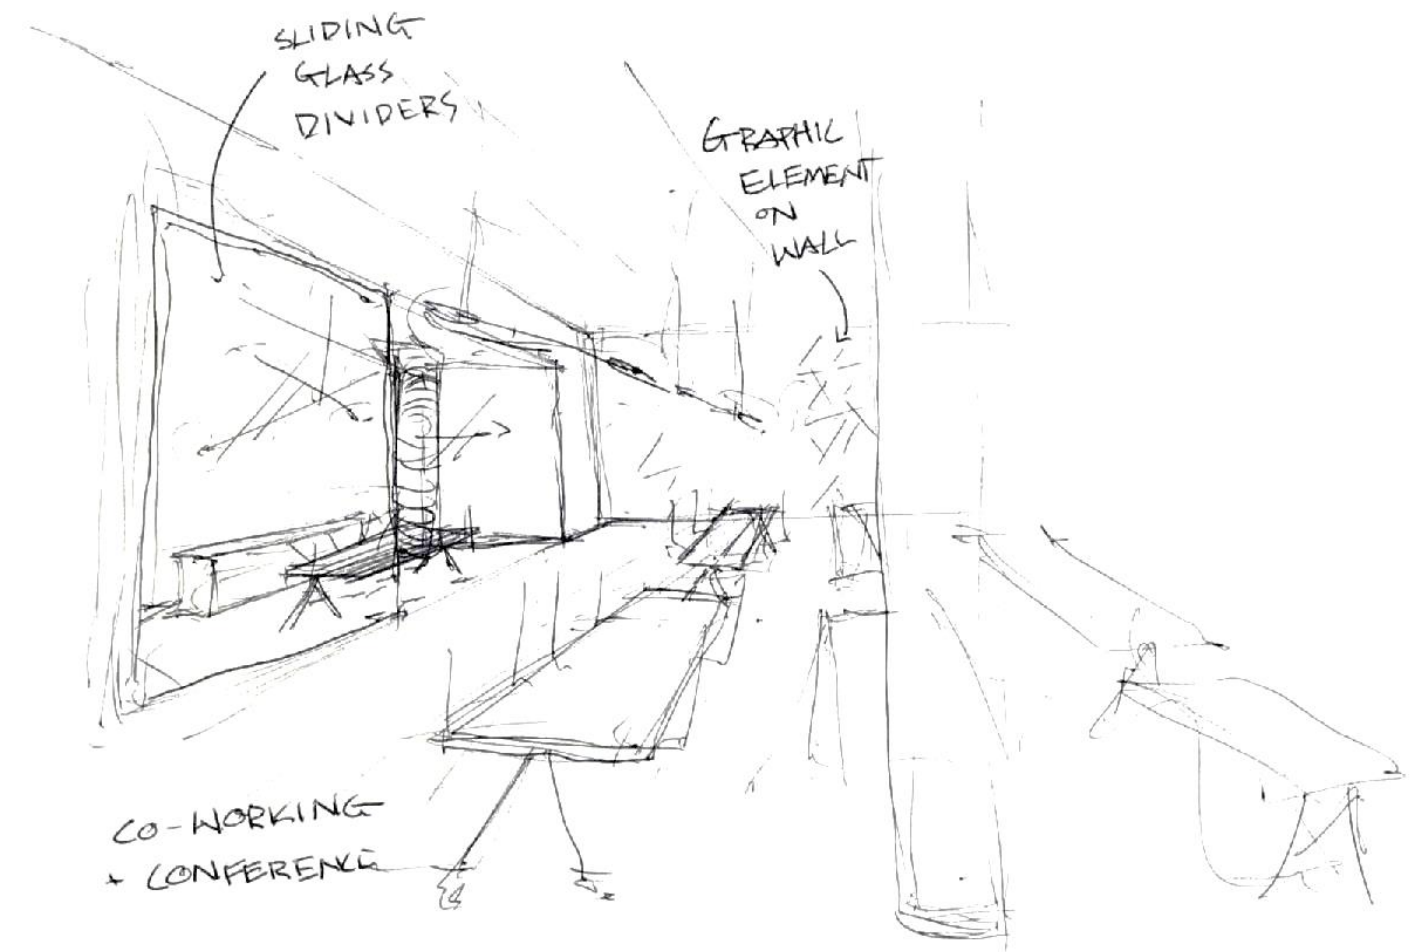 SLIDING
GLASS
DIVIDERS
GRAPHIC
ELEMENT
ON
WALL
CO-WORKING
+ CONFERENCE